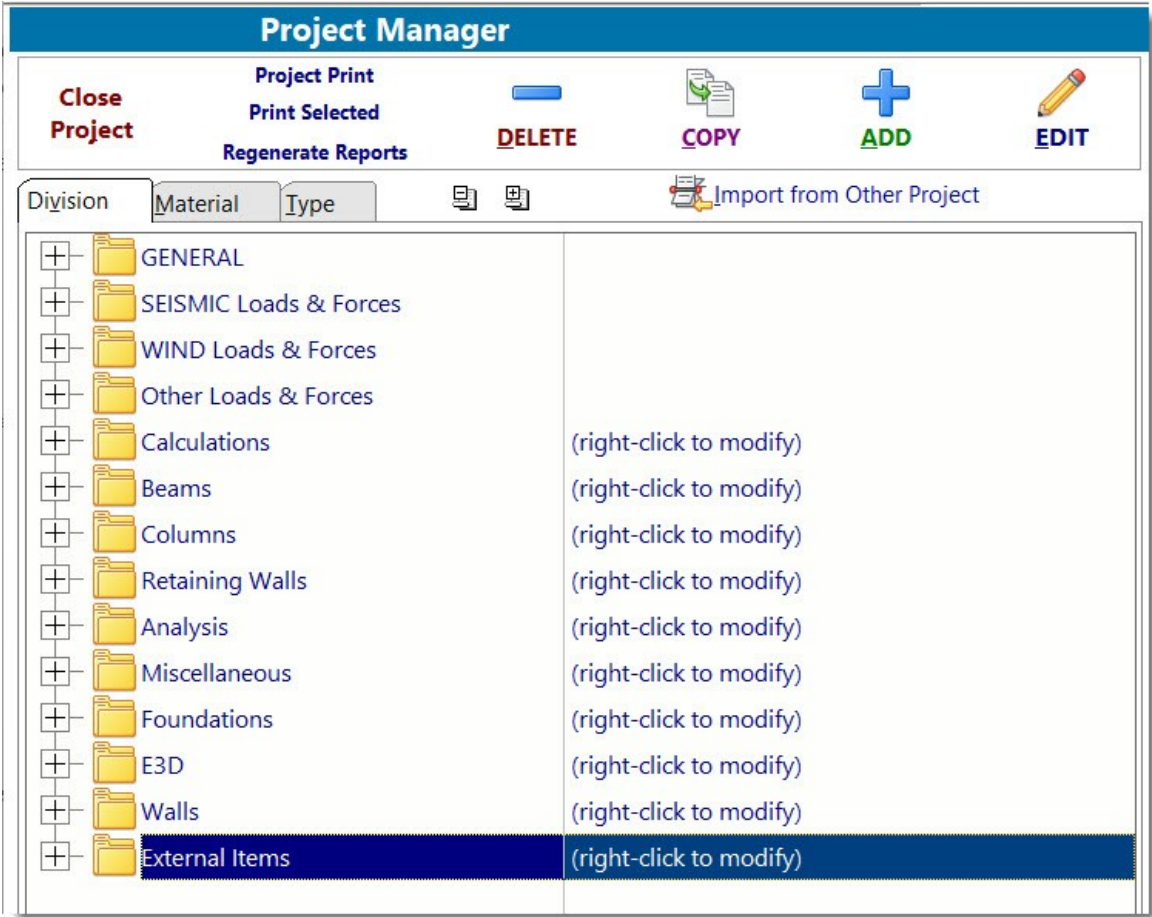 Project Manager
Close Project
Project Print
Print Selected
Regenerate Reports
DELETE
COPY
ADD
EDIT
Division Material Type Import from Other Project
GENERAL
SEISMIC Loads & Forces
WIND Loads & Forces
Other Loads & Forces
Calculations (right-click to modify)
Beams (right-click to modify)
Columns (right-click to modify)
Retaining Walls (right-click to modify)
Analysis (right-click to modify)
Miscellaneous (right-click to modify)
Foundations (right-click to modify)
E3D (right-click to modify)
Walls (right-click to modify)
External Items (right-click to modify)